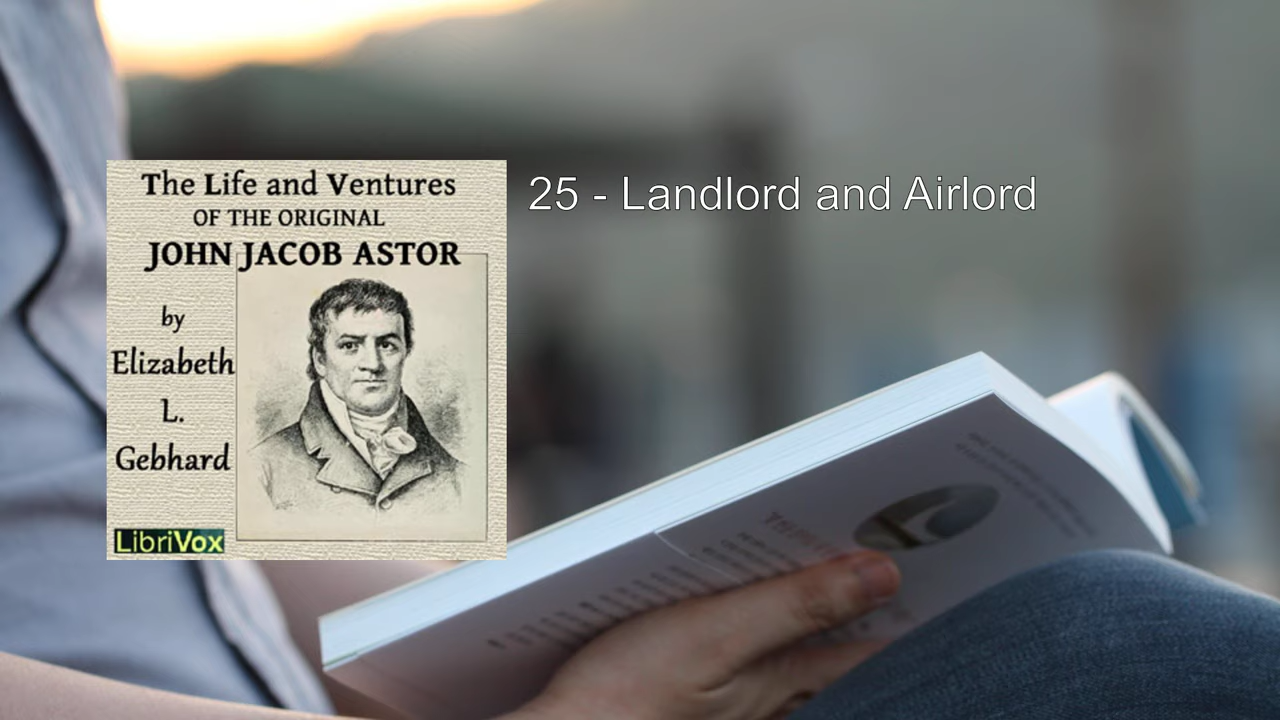 The Life and Ventures
OF THE ORIGINAL
JOHN JACOB ASTOR
by
Elizabeth
L.
Gebhard
LibriVox
25 - Landlord and Airlord